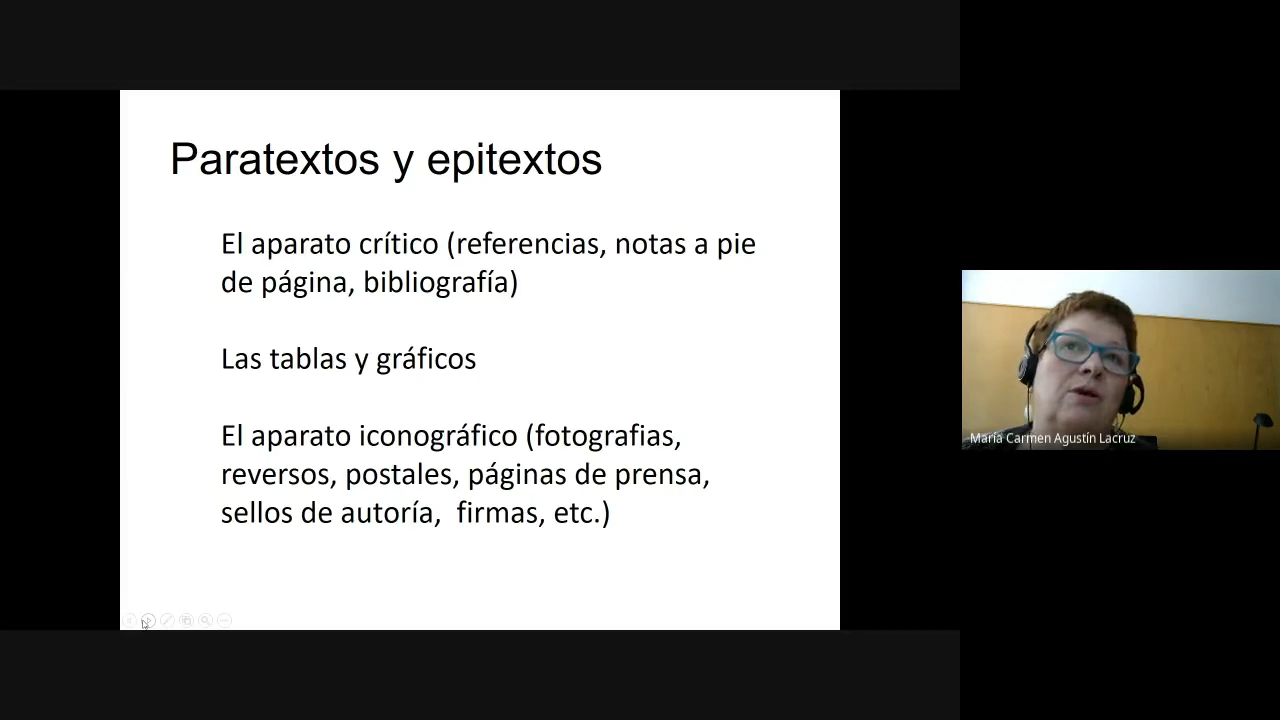 Paratextos y epitextos
El aparato crítico (referencias, notas a pie
de página, bibliografía)
Las tablas y gráficos
El aparato iconográfico (fotografias,
reversos, postales, páginas de prensa,
sellos de autoría,  firmas, etc.)
María Carmen Agustín Lacruz